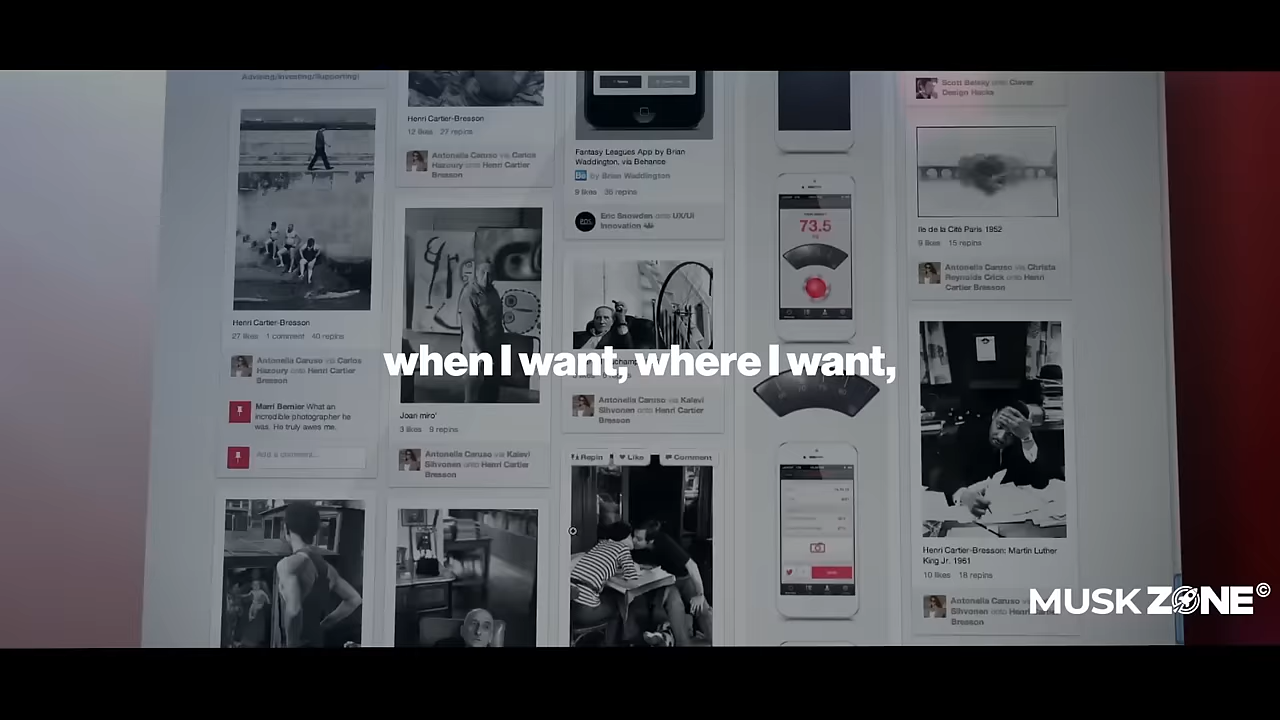 Advising/Investing/Supporting/
Henri Cartier-Bresson
27 likes 1 comment 40 repins
Antonella Caruso via Carlos
Hazoury onto Henri Cartier
Bresson
Marri Bernier What an
incredible photographer he
was. He truly awes me.
Add a comment...
Henri Cartier-Bresson
12 likes 27 repins
Antonella Caruso via Carlos
Hazoury onto Henri Cartier
Bresson
Joan miro'
3 likes 9 repins
Antonella Caruso via Kalevi
Sihvonen onto Henri Cartier
Bresson
Fantasy Leagues App by Brian
Waddington, via Behance
Bē by Brian Waddington
9 likes 35 repins
Eric Snowden onto UX/UI
Innovation
when I want, where I want,
Antonella Caruso via Kalevi
Sihvonen onto Henri Cartier
Bresson
Repin Like Comment
73.5
Scott Belsky onto Clever
Design Hacks
Ile de la Cité Paris 1952
9 likes 15 repins
Antonella Caruso via Christa
Reynolds Crick onto Henri
Cartier Bresson
Henri Cartier-Bresson: Martin Luther
King Jr. 1961
10 likes 18 repins
Antonella Caruso
Sihvonen onto Henri
Bresson
MUSK ZONE©